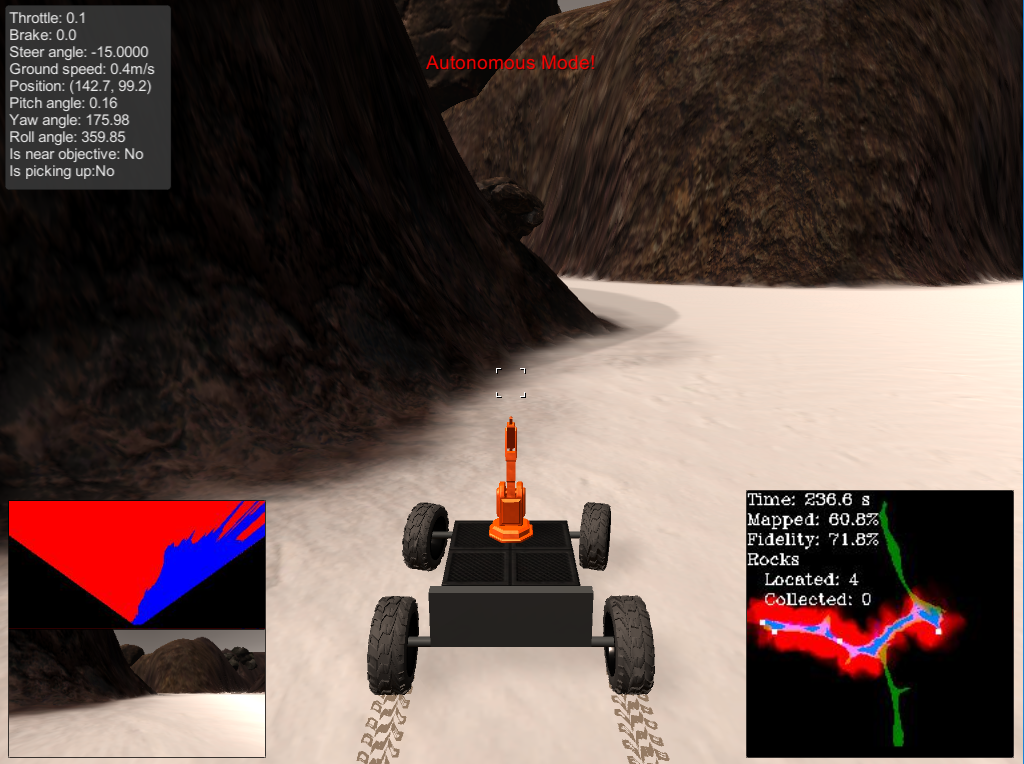 Throttle: 0.1
Brake: 0.0
Steer angle: -15.0000
Ground speed: 0.4m/s
Position: (142.7, 99.2)
Pitch angle: 0.16
Yaw angle: 175.98
Roll angle: 359.85
Is near objective: No
Is picking up:No
Autonomous Mode!
Time: 236.6 s
Mapped: 60.8%
Fidelity: 71.8%
Rocks
Located: 4
Collected: 0